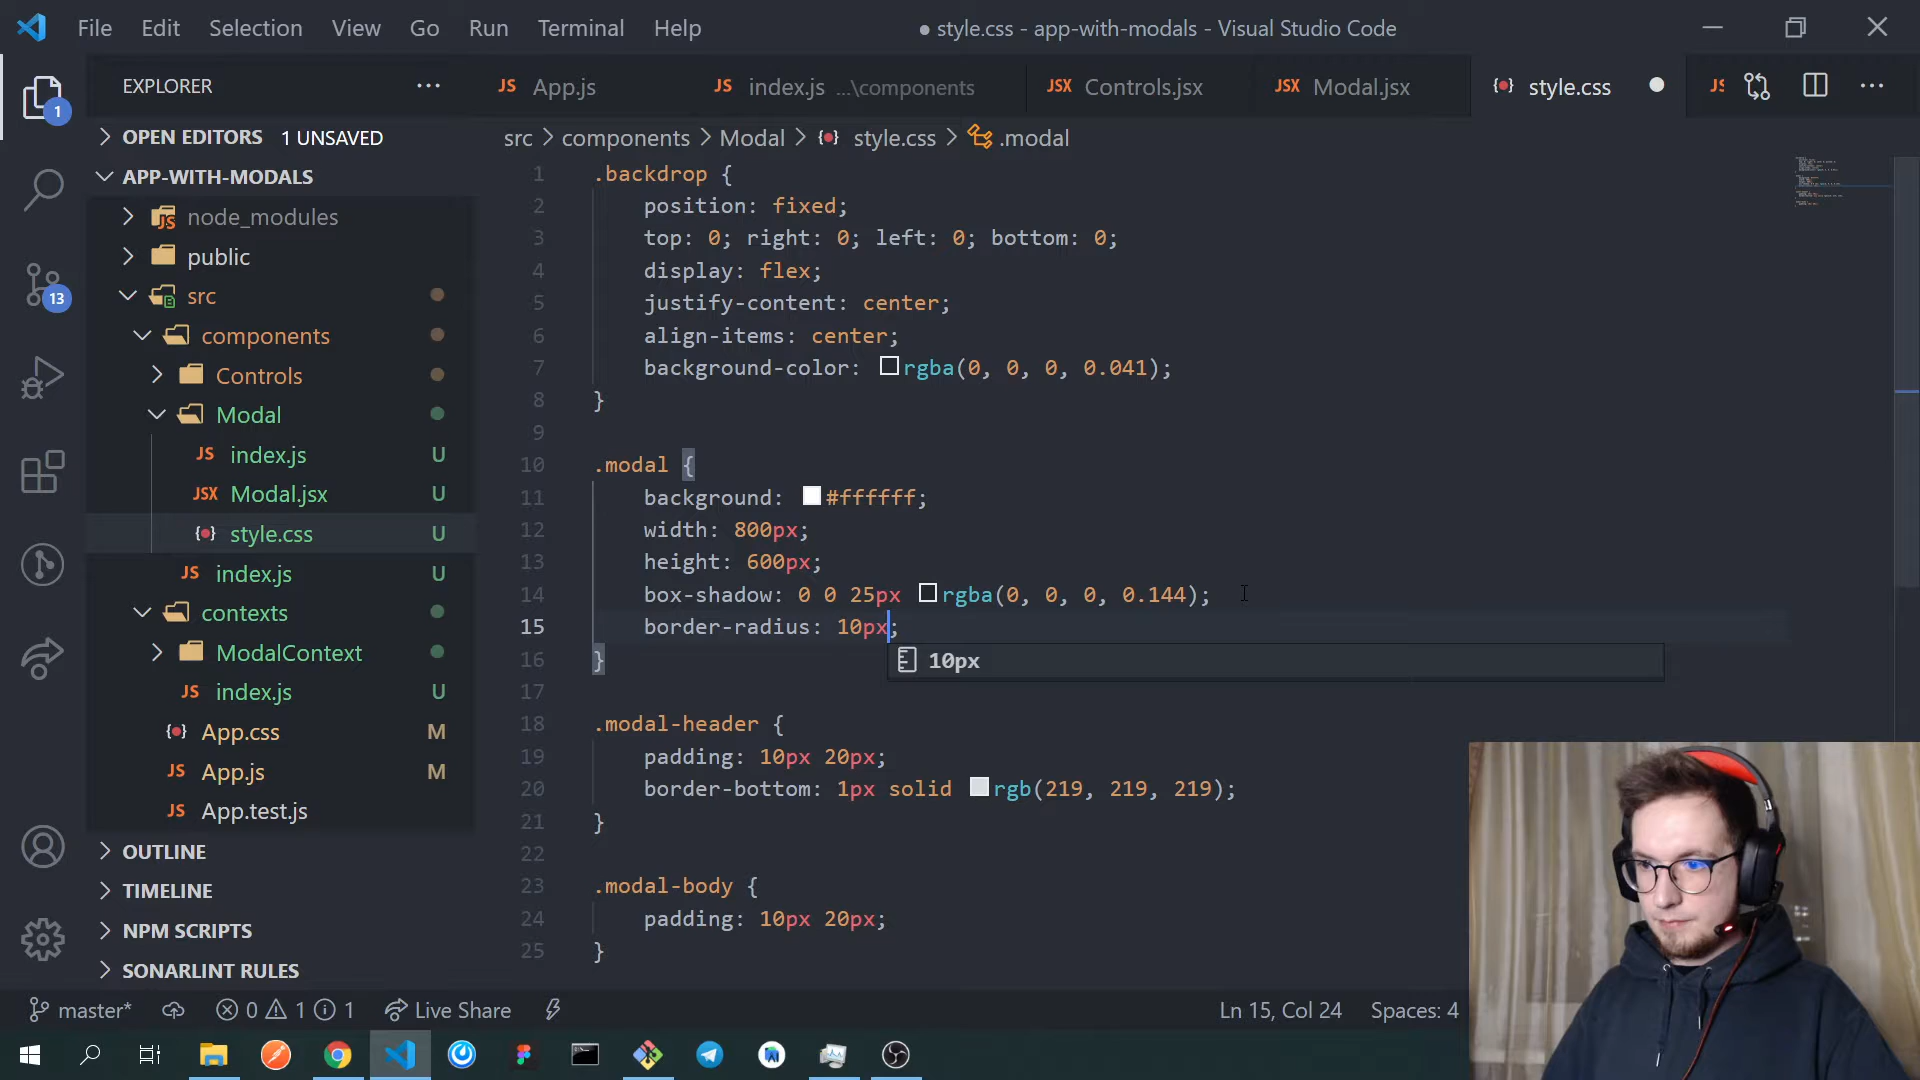 File Edit Selection View Go Run Terminal Help
● style.css - app-with-modals - Visual Studio Code
EXPLORER
JS App.js
JS index.js ...\components
JSX Controls.jsx
JSX Modal.jsx
style.css
JS
OPEN EDITORS 1 UNSAVED
src > components > Modal > style.css > .modal
APP-WITH-MODALS
node_modules
public
src
components
Controls
Modal
JS index.js U
JSX Modal.jsx U
style.css U
JS index.js U
contexts
ModalContext
JS index.js U
App.css M
JS App.js M
JS App.test.js
OUTLINE
TIMELINE
NPM SCRIPTS
SONARLINT RULES
1
13
1 .backdrop {
2 position: fixed;
3 top: 0; right: 0; left: 0; bottom: 0;
4 display: flex;
5 justify-content: center;
6 align-items: center;
7 background-color: rgba(0, 0, 0, 0.041);
8 }
9
10 .modal {
11 background: #ffffff;
12 width: 800px;
13 height: 600px;
14 box-shadow: 0 0 25px rgba(0, 0, 0, 0.144);
15 border-radius: 10px;
10px
16 }
17
18 .modal-header {
19 padding: 10px 20px;
20 border-bottom: 1px solid rgb(219, 219, 219);
21 }
22
23 .modal-body {
24 padding: 10px 20px;
25 }
master* 0 1 1 Live Share
Ln 15, Col 24 Spaces: 4